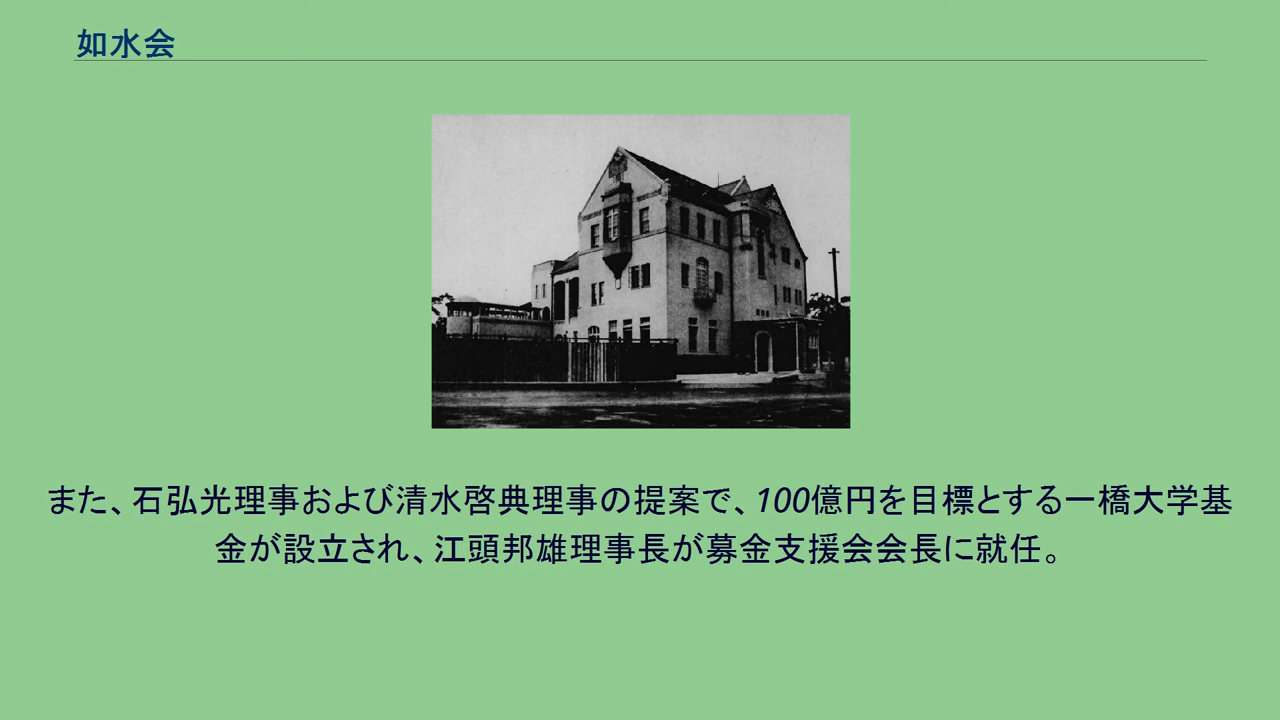 如水会
また、石弘光理事および清水啓典理事の提案で、100億円を目標とする一橋大学基
金が設立され、江頭邦雄理事長が募金支援会会長に就任。